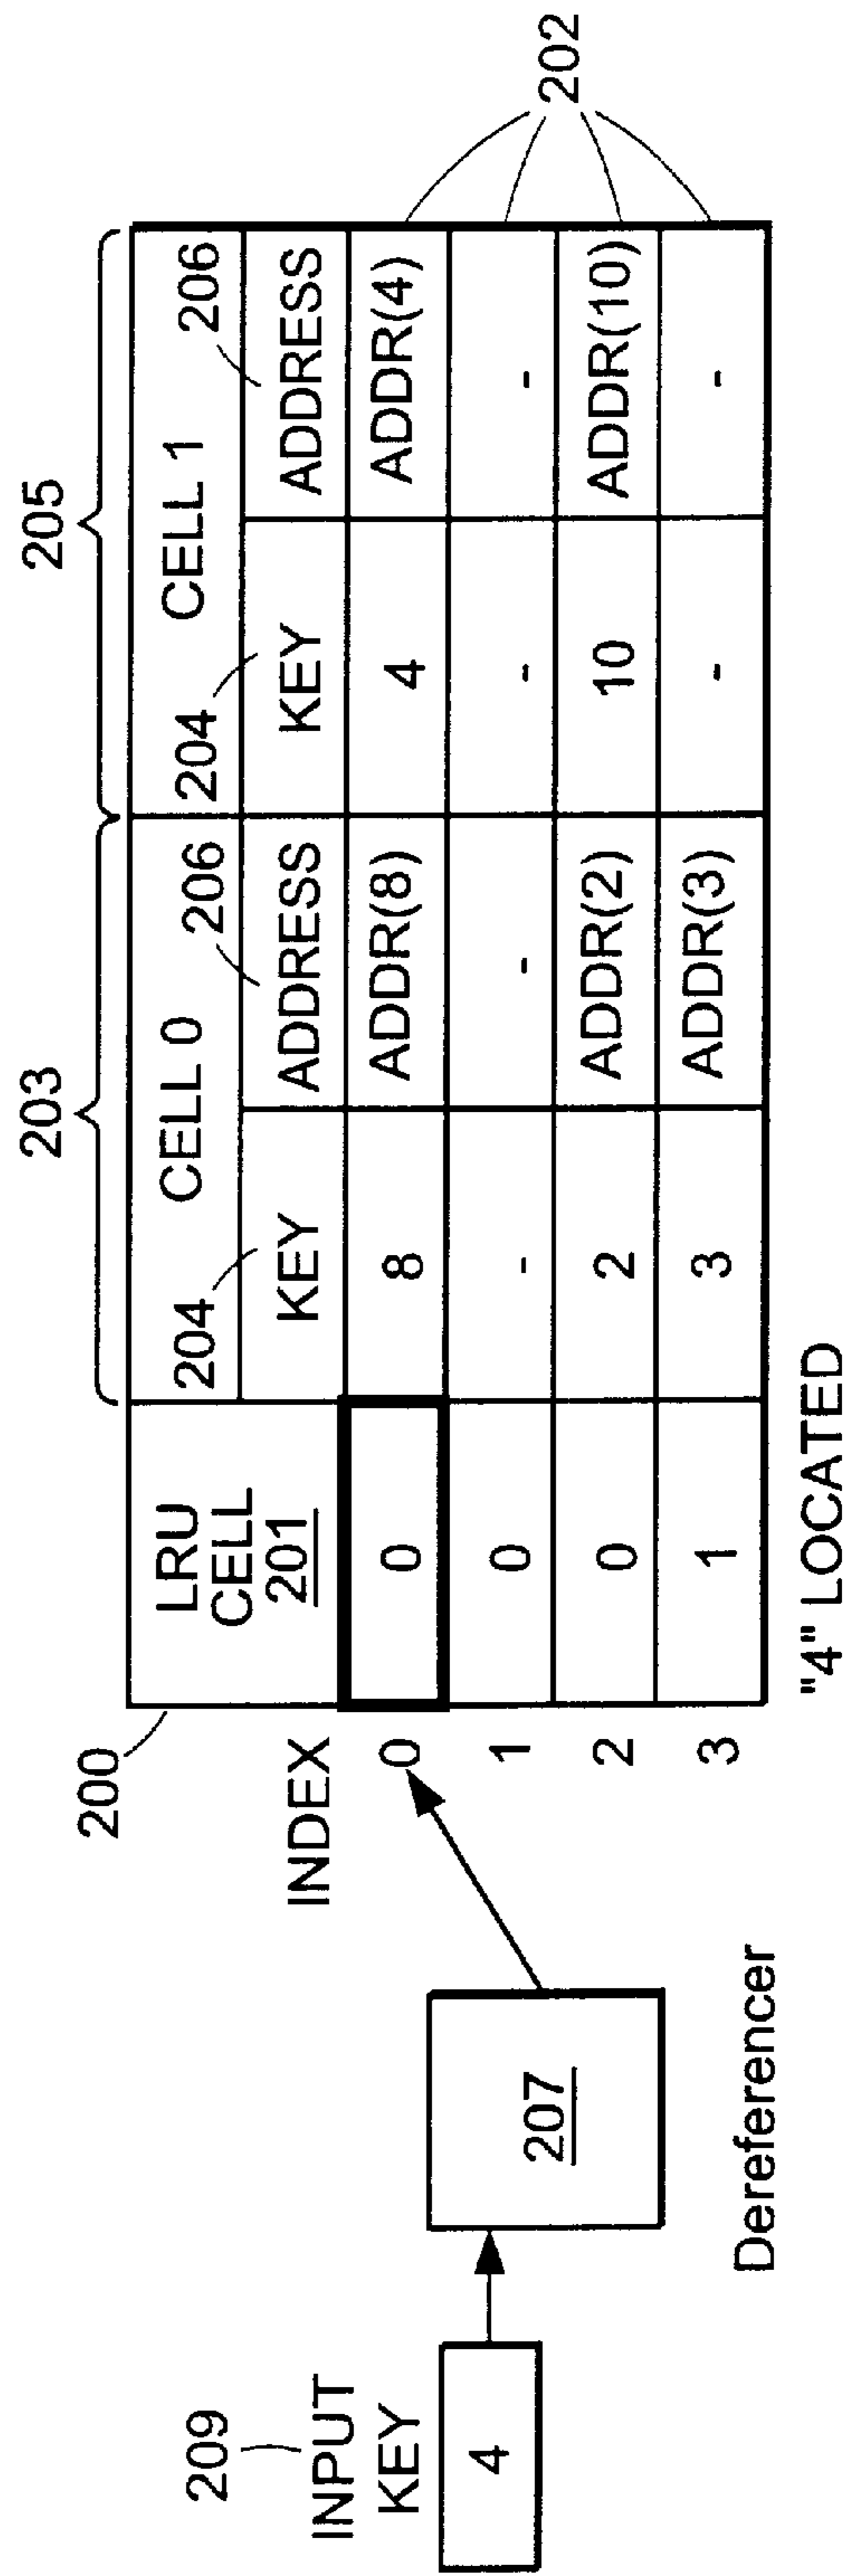 203 205
200 LRU CELL 201 CELL 0 CELL 1
204 206 204 206
209 INPUT KEY INDEX KEY ADDRESS KEY ADDRESS
4 207 0 0 8 ADDR(8) 4 ADDR(4) 202
1 0 - - - -
2 0 2 ADDR(2) 10 ADDR(10)
3 1 3 ADDR(3) - -
Dereferencer "4" LOCATED